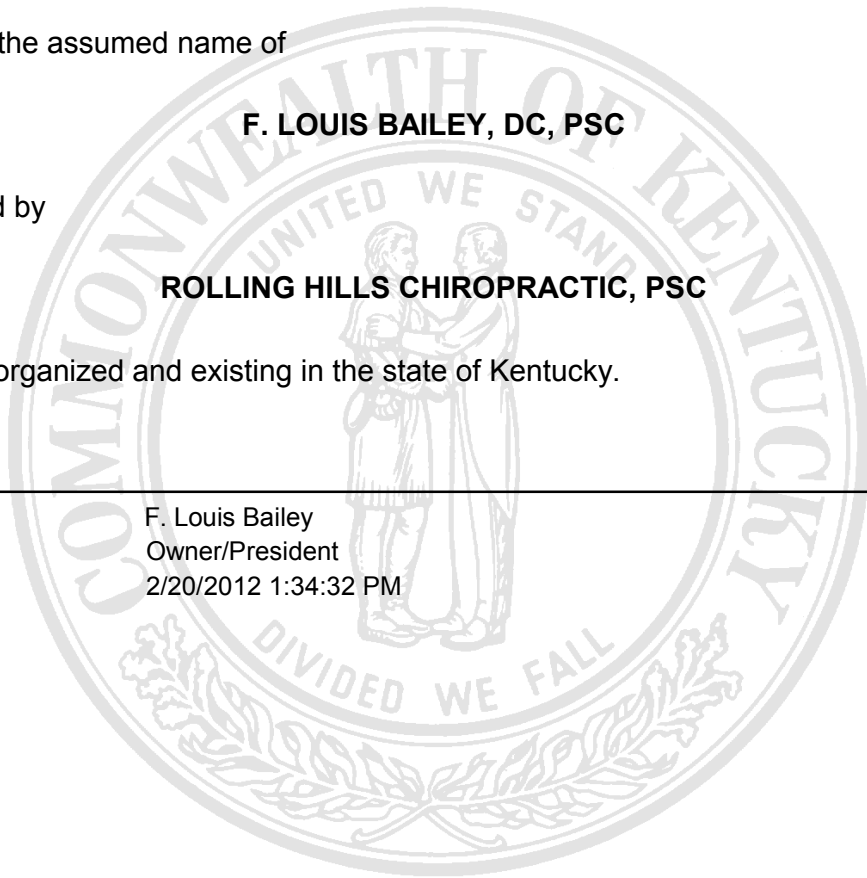 the assumed name of
F. LOUIS BAILEY, DC, PSC
d by
ROLLING HILLS CHIROPRACTIC, PSC
organized and existing in the state of Kentucky.
F. Louis Bailey
Owner/President
2/20/2012 1:34:32 PM
COMMONWEALTH OF KENTUCKY
UNITED WE STAND
DIVIDED WE FALL